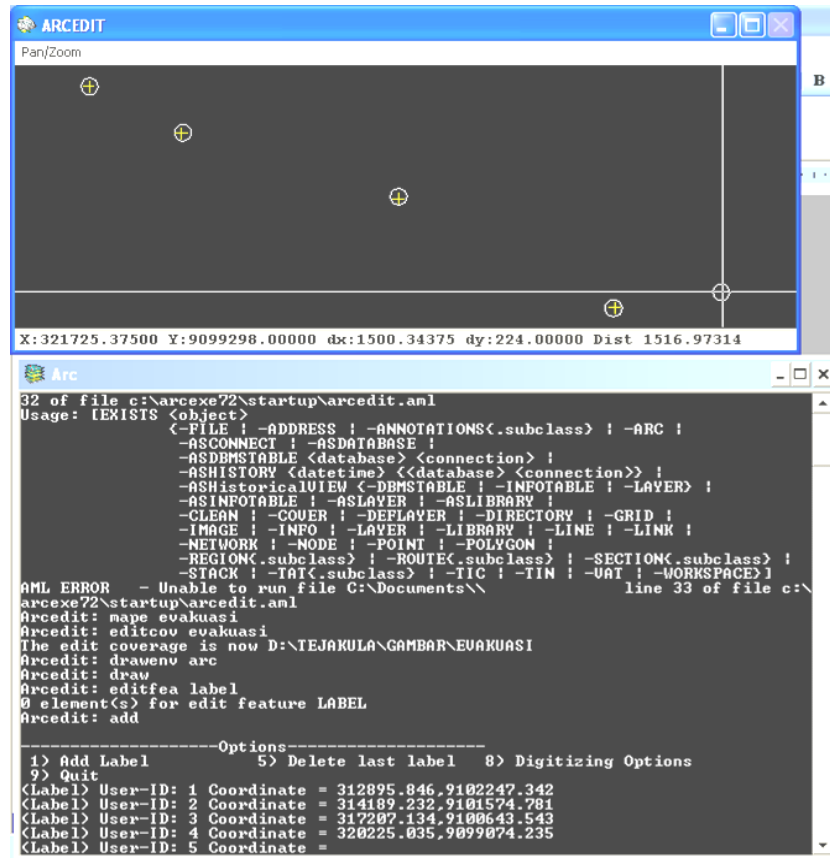 ARCEDIT
Pan/Zoom
B
X:321725.37500 Y:9099298.00000 dx:1500.34375 dy:224.00000 Dist 1516.97314
Arc
32 of file c:\arcexe72\startup\arcedit.aml
Usage: [EXISTS <object>
{-FILE | -ADDRESS | -ANNOTATIONS{.subclass} | -ARC |
-ASCONNECT | -ASDATABASE |
-ASDBMSTABLE <database> <connection> |
-ASHISTORY <datetime> {<database> <connection>} |
-ASHistoricalVIEW {-DBMSTABLE | -INFOTABLE | -LAYER} |
-ASINFOTABLE | -ASLAYER | -ASLIBRARY |
-CLEAN | -COVER | -DEFLAYER | -DIRECTORY | -GRID |
-IMAGE | -INFO | -LAYER | -LIBRARY | -LINE | -LINK |
-NETWORK | -NODE | -POINT | -POLYGON |
-REGION{.subclass} | -ROUTE{.subclass} | -SECTION{.subclass} |
-STACK | -TAT{.subclass} | -TIC | -TIN | -VAT | -WORKSPACE}]
AML ERROR - Unable to run file C:\Documents\\ line 33 of file c:\
arcexe72\startup\arcedit.aml
Arcedit: mape evakuasi
Arcedit: editcov evakuasi
The edit coverage is now D:\TEJAKULA\GAMBAR\EVAKUASI
Arcedit: drawenv arc
Arcedit: draw
Arcedit: editfea label
0 element(s) for edit feature LABEL
Arcedit: add
--------------------Options--------------------
1) Add Label 5) Delete last label 8) Digitizing Options
9) Quit
(Label) User-ID: 1 Coordinate = 312895.846,9102247.342
(Label) User-ID: 2 Coordinate = 314189.232,9101574.781
(Label) User-ID: 3 Coordinate = 317207.134,9100643.543
(Label) User-ID: 4 Coordinate = 320225.035,9099074.235
(Label) User-ID: 5 Coordinate =